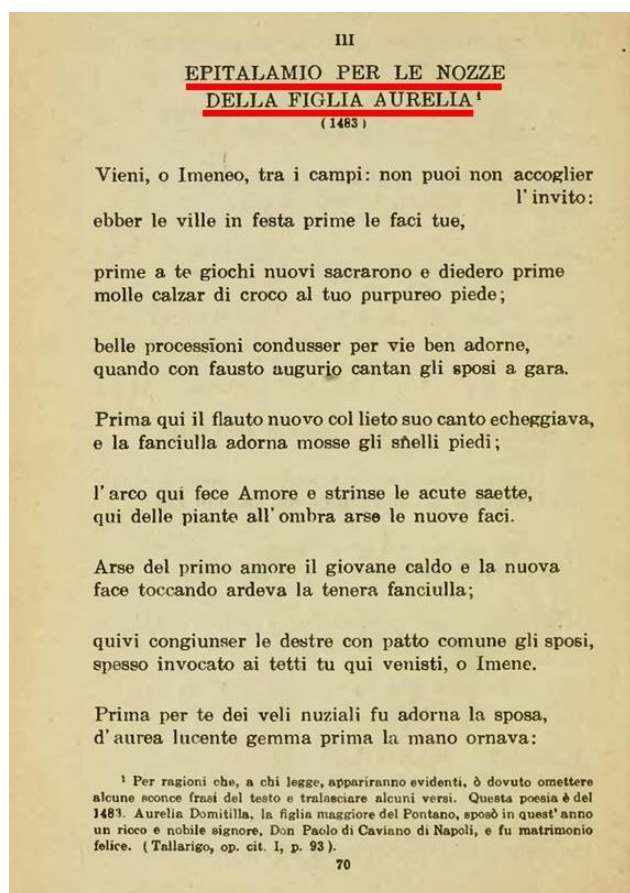 III
EPITALAMIO PER LE NOZZE
DELLA FIGLIA AURELIA¹
(1483)
Vieni, o Imeneo, tra i campi: non puoi non accoglier
l'invito:
ebber le ville in festa prime le faci tue,
prime a te giochi nuovi sacrarono e diedero prime
molle calzar di croco al tuo purpureo piede;
belle processioni condusser per vie ben adorne,
quando con fausto augurio cantan gli sposi a gara.
Prima qui il flauto nuovo col lieto suo canto echeggiava,
e la fanciulla adorna mosse gli snelli piedi;
l'arco qui fece Amore e strinse le acute saette,
qui delle piante all'ombra arse le nuove faci.
Arse del primo amore il giovane caldo e la nuova
face toccando ardeva la tenera fanciulla;
quivi congiunser le destre con patto comune gli sposi,
spesso invocato ai tetti tu qui venisti, o Imene.
Prima per te dei veli nuziali fu adorna la sposa,
d'aurea lucente gemma prima la mano ornava:
¹ Per ragioni che, a chi legge, appariranno evidenti, ò dovuto omettere
alcune sconce frasi del testo e tralasciare alcuni versi. Questa poesia è del
1483. Aurelia Domitilla, la figlia maggiore del Pontano, sposò in quest'anno
un ricco e nobile signore, Don Paolo di Caviano di Napoli, e fu matrimonio
felice. (Tallarigo, op. cit. I, p. 93).
70